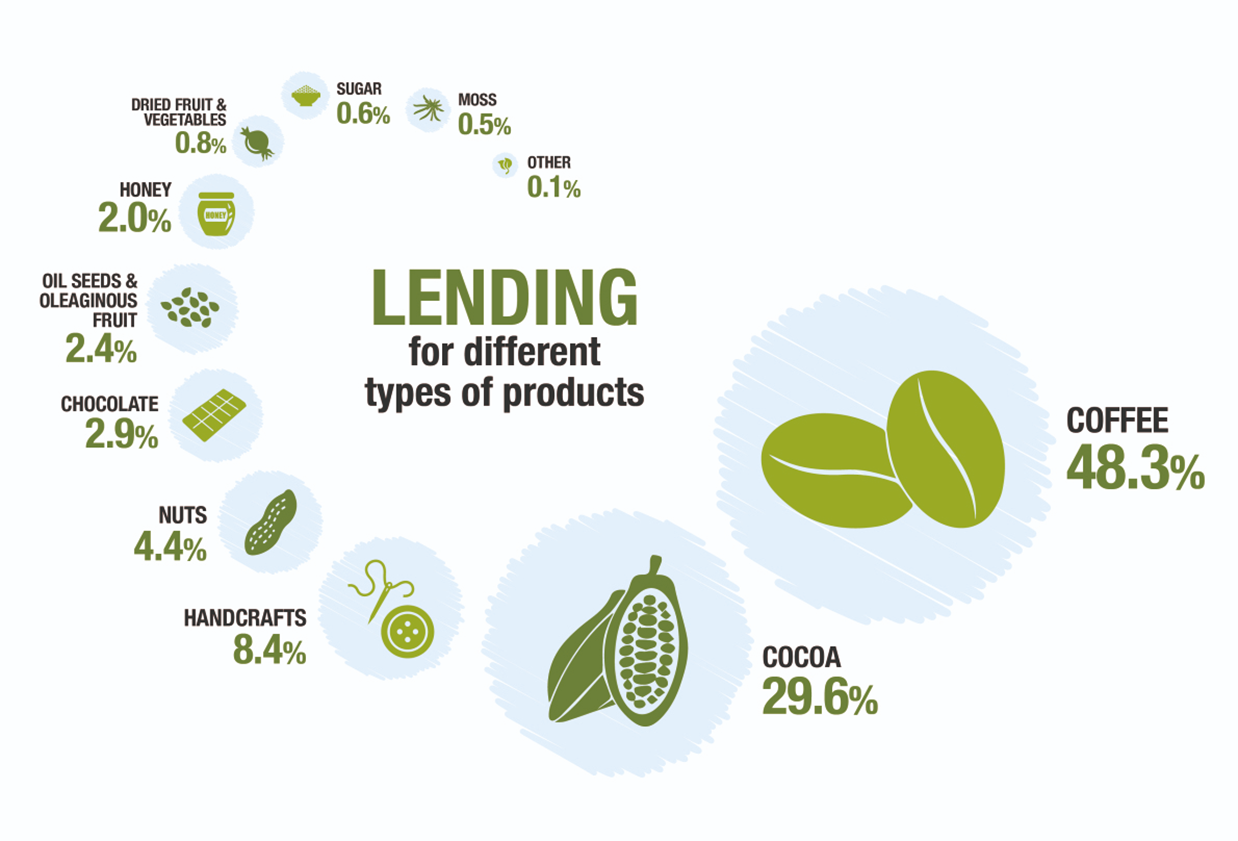 SUGAR
0.6%
MOSS
0.5%
DRIED FRUIT &
VEGETABLES
0.8%
OTHER
0.1%
HONEY
2.0%
HONEY
OIL SEEDS &
OLEAGINOUS
FRUIT
2.4%
LENDING
for different
types of products
CHOCOLATE
2.9%
COFFEE
48.3%
NUTS
4.4%
HANDCRAFTS
8.4%
COCOA
29.6%